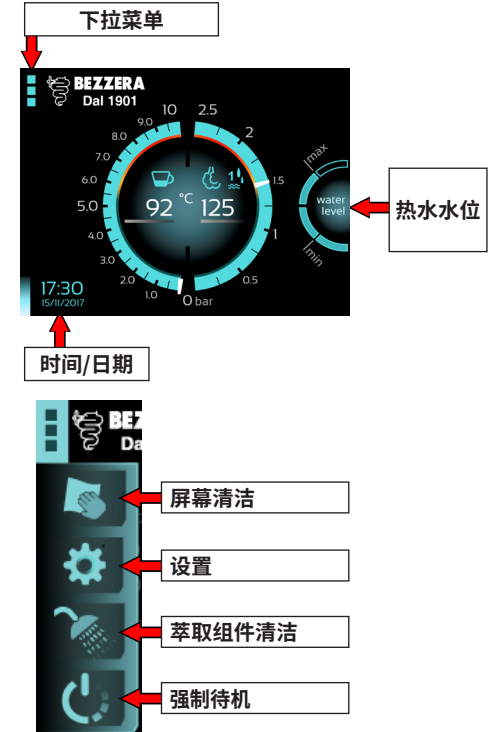 下拉菜单
BEZZERA
Dal 1901
10 2.5
9.0 2
8.0
7.0 max
6.0 1.5
5.0 92 °C 125 water level
热水水位
4.0 1
3.0 min
2.0 0.5
1.0 0 bar
17:30
15/11/2017
时间/日期
BEZ
Da
屏幕清洁
设置
萃取组件清洁
强制待机